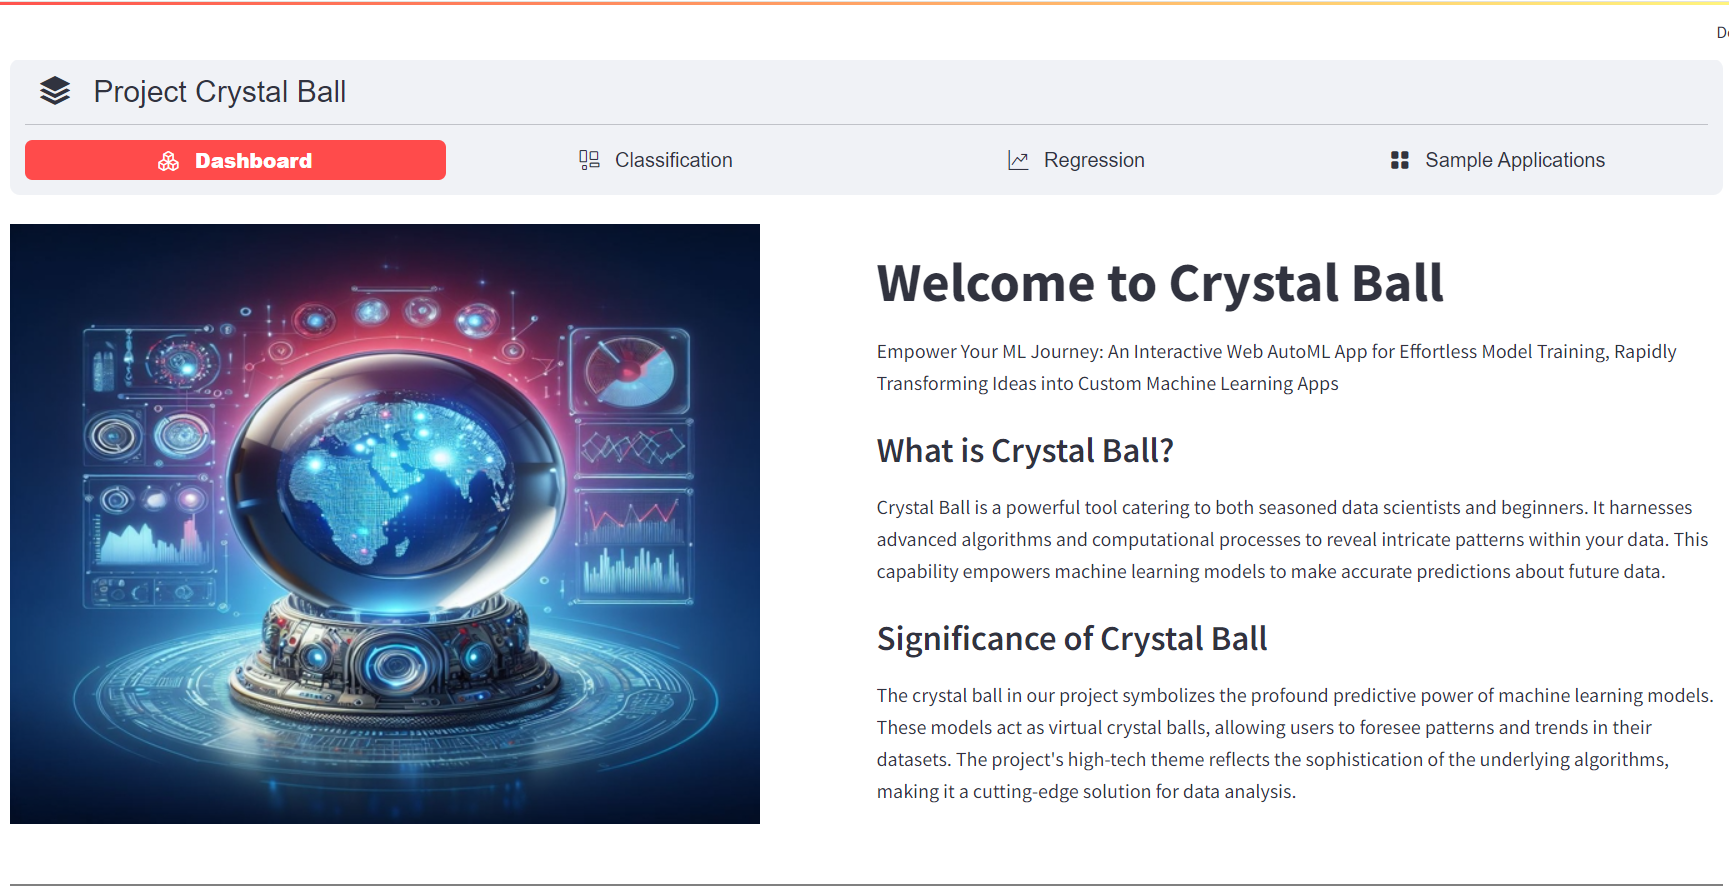 Project Crystal Ball
Dashboard
Classification
Regression
Sample Applications
Welcome to Crystal Ball
Empower Your ML Journey: An Interactive Web AutoML App for Effortless Model Training, Rapidly
Transforming Ideas into Custom Machine Learning Apps
What is Crystal Ball?
Crystal Ball is a powerful tool catering to both seasoned data scientists and beginners. It harnesses
advanced algorithms and computational processes to reveal intricate patterns within your data. This
capability empowers machine learning models to make accurate predictions about future data.
Significance of Crystal Ball
The crystal ball in our project symbolizes the profound predictive power of machine learning models.
These models act as virtual crystal balls, allowing users to foresee patterns and trends in their
datasets. The project's high-tech theme reflects the sophistication of the underlying algorithms,
making it a cutting-edge solution for data analysis.